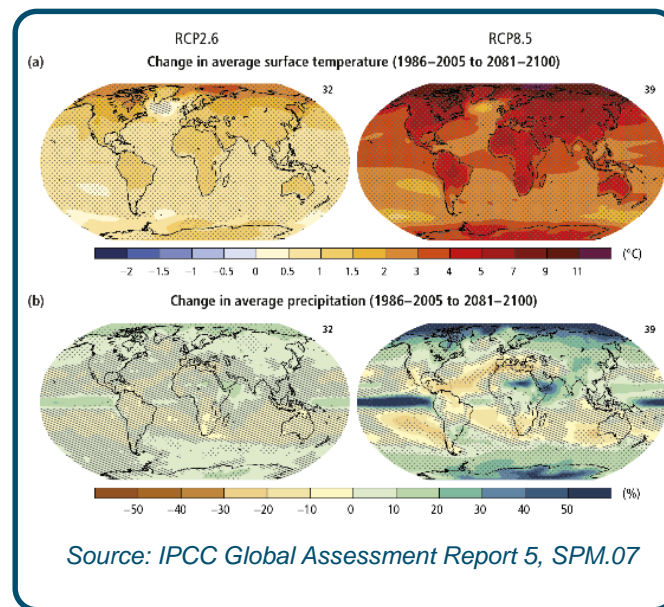 RCP2.6 RCP8.5
(a) Change in average surface temperature (1986–2005 to 2081–2100)
32 39
(°C)
−2 −1.5 −1 −0.5 0 0.5 1 1.5 2 3 4 5 7 9 11
(b) Change in average precipitation (1986–2005 to 2081–2100)
32 39
(%)
−50 −40 −30 −20 −10 0 10 20 30 40 50
Source: IPCC Global Assessment Report 5, SPM.07